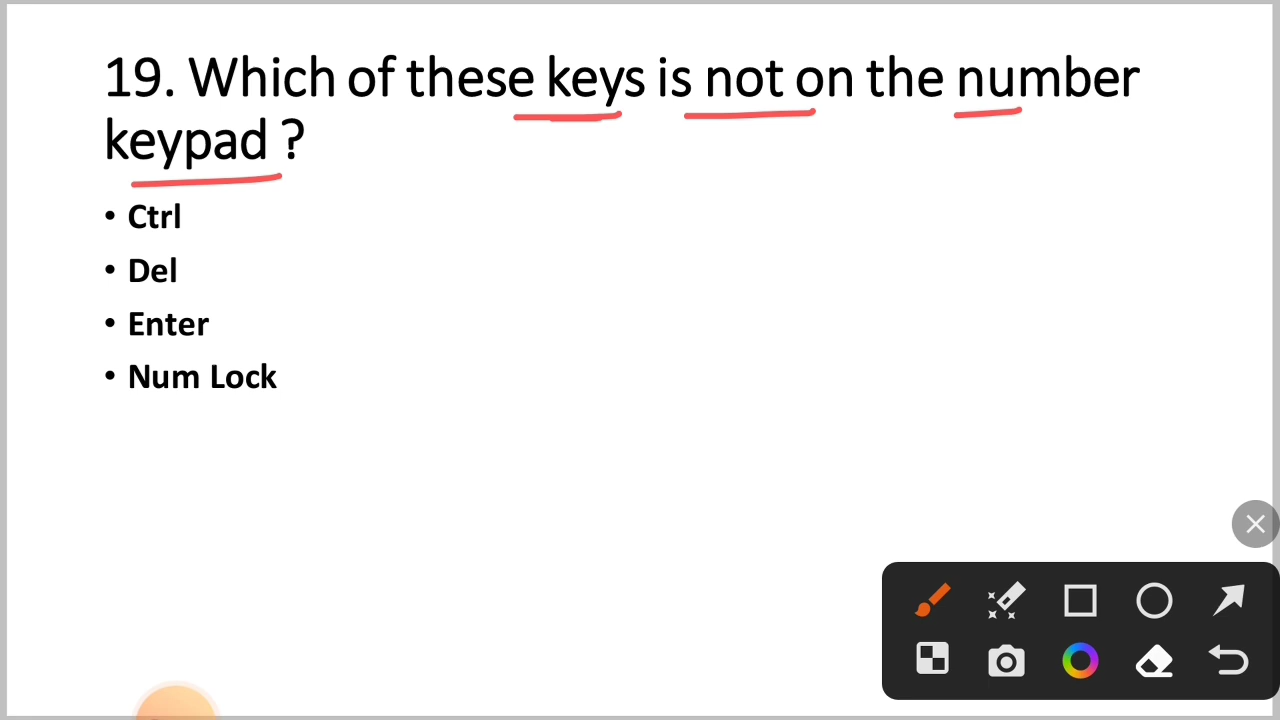 19. Which of these keys is not on the number
keypad ?
• Ctrl
• Del
• Enter
• Num Lock